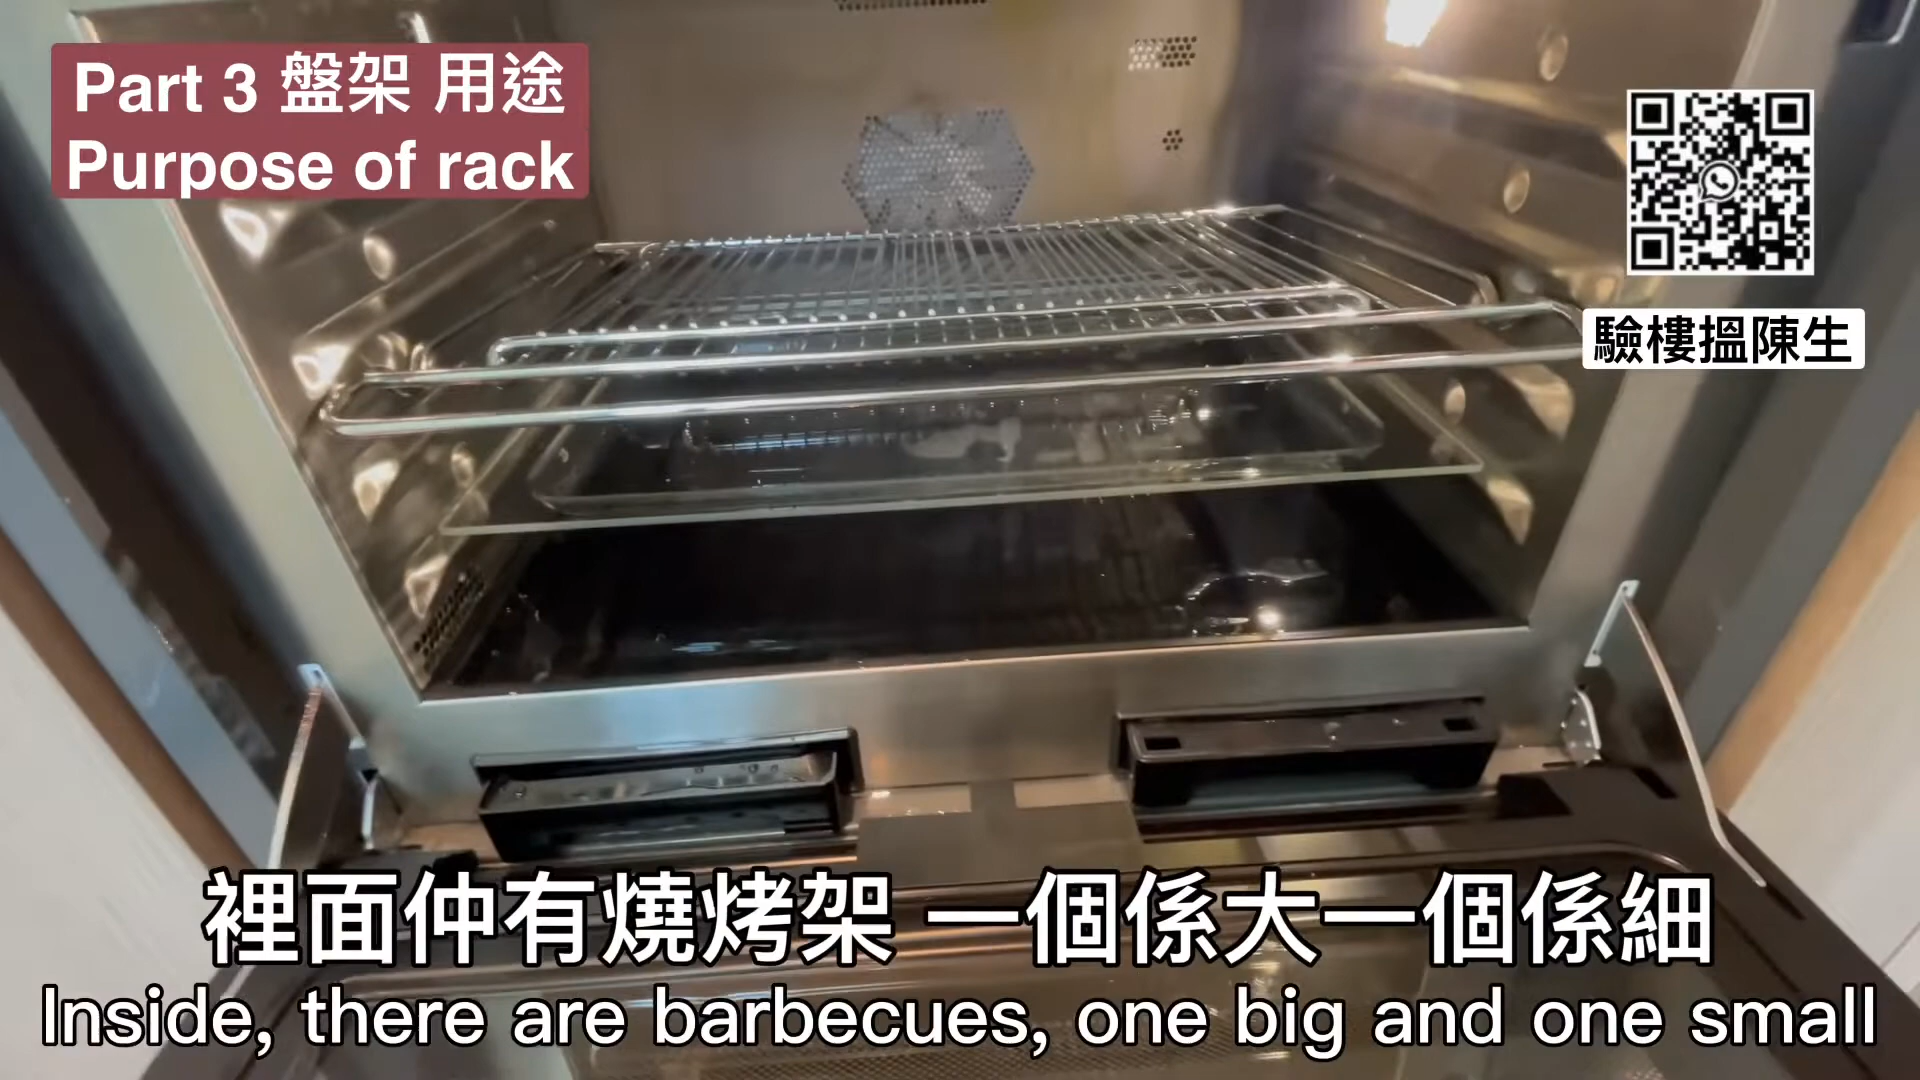 Part 3 盤架 用途
Purpose of rack
驗樓搵陳生
裡面仲有燒烤架 一個係大一個係細
Inside, there are barbecues, one big and one small